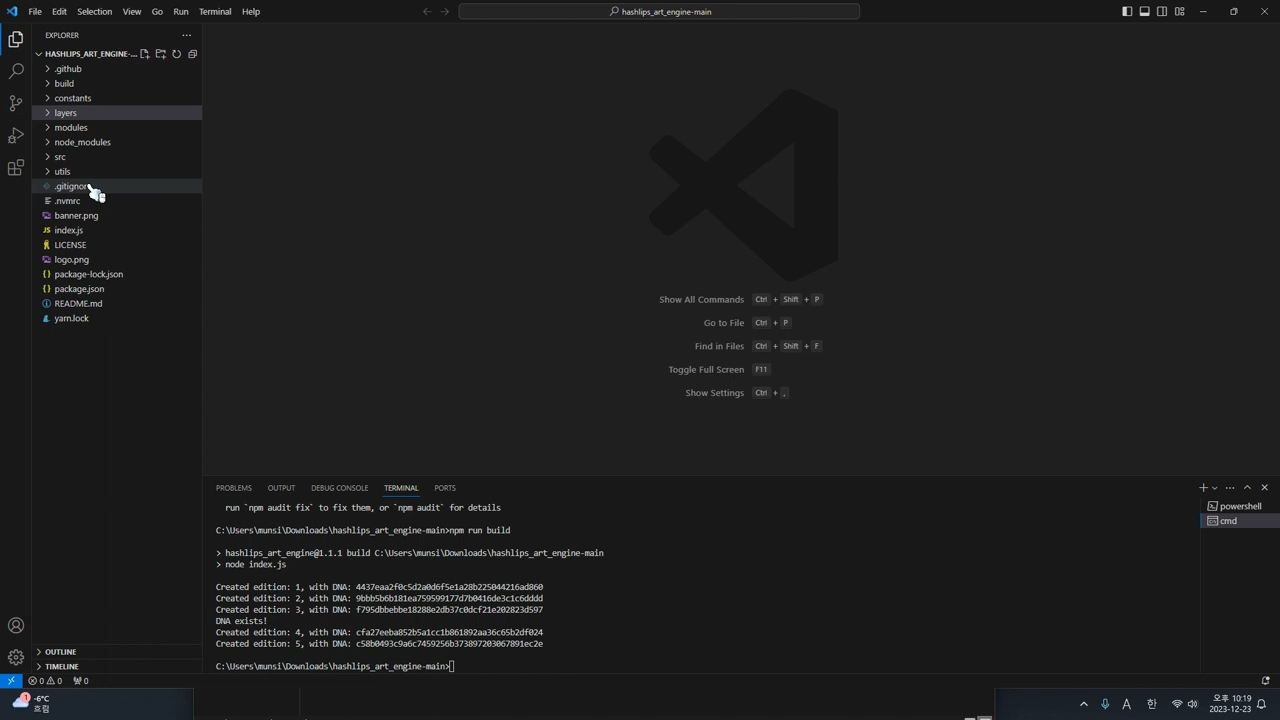 File Edit Selection View Go Run Terminal Help
hashlips_art_engine-main
EXPLORER
HASHLIPS_ART_ENGINE-...
.github
build
constants
layers
modules
node_modules
src
utils
.gitignor
.nvmrc
banner.png
JS index.js
LICENSE
logo.png
{} package-lock.json
{} package.json
README.md
yarn.lock
OUTLINE
TIMELINE
Show All Commands Ctrl + Shift + P
Go to File Ctrl + P
Find in Files Ctrl + Shift + F
Toggle Full Screen F11
Show Settings Ctrl + ,
PROBLEMS OUTPUT DEBUG CONSOLE TERMINAL PORTS
run `npm audit fix` to fix them, or `npm audit` for details
C:\Users\munsi\Downloads\hashlips_art_engine-main>npm run build
> hashlips_art_engine@1.1.1 build C:\Users\munsi\Downloads\hashlips_art_engine-main
> node index.js
Created edition: 1, with DNA: 4437eaa2f0c5d2a0d6f5e1a28b225044216ad860
Created edition: 2, with DNA: 9bbb5b6b181ea759599177d7b0416de3c1c6dddd
Created edition: 3, with DNA: f795dbbebbe18288e2db37c0dcf21e202823d597
DNA exists!
Created edition: 4, with DNA: cfa27eeba852b5a1cc1b861892aa36c65b2df024
Created edition: 5, with DNA: c58b0493c9a6c7459256b373897203067891ec2e
C:\Users\munsi\Downloads\hashlips_art_engine-main>
powershell
cmd
0 0 0
1
-6°C
흐림
A 한
오후 10:19
2023-12-23